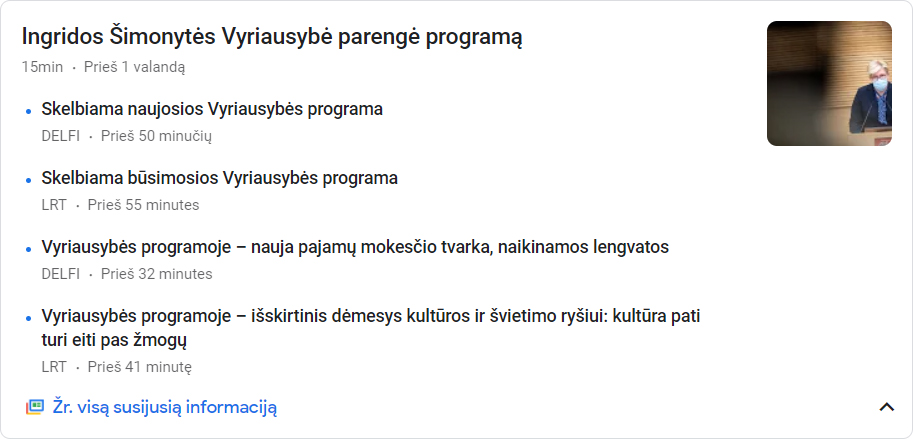 Ingridos Šimonytės Vyriausybė parengė programą
15min · Prieš 1 valandą
Skelbiama naujosios Vyriausybės programa
DELFI · Prieš 50 minučių
Skelbiama būsimosios Vyriausybės programa
LRT · Prieš 55 minutes
Vyriausybės programoje – nauja pajamų mokesčio tvarka, naikinamos lengvatos
DELFI · Prieš 32 minutes
Vyriausybės programoje – išskirtinis dėmesys kultūros ir švietimo ryšiui: kultūra pati
turi eiti pas žmogų
LRT · Prieš 41 minutę
Žr. visą susijusią informaciją